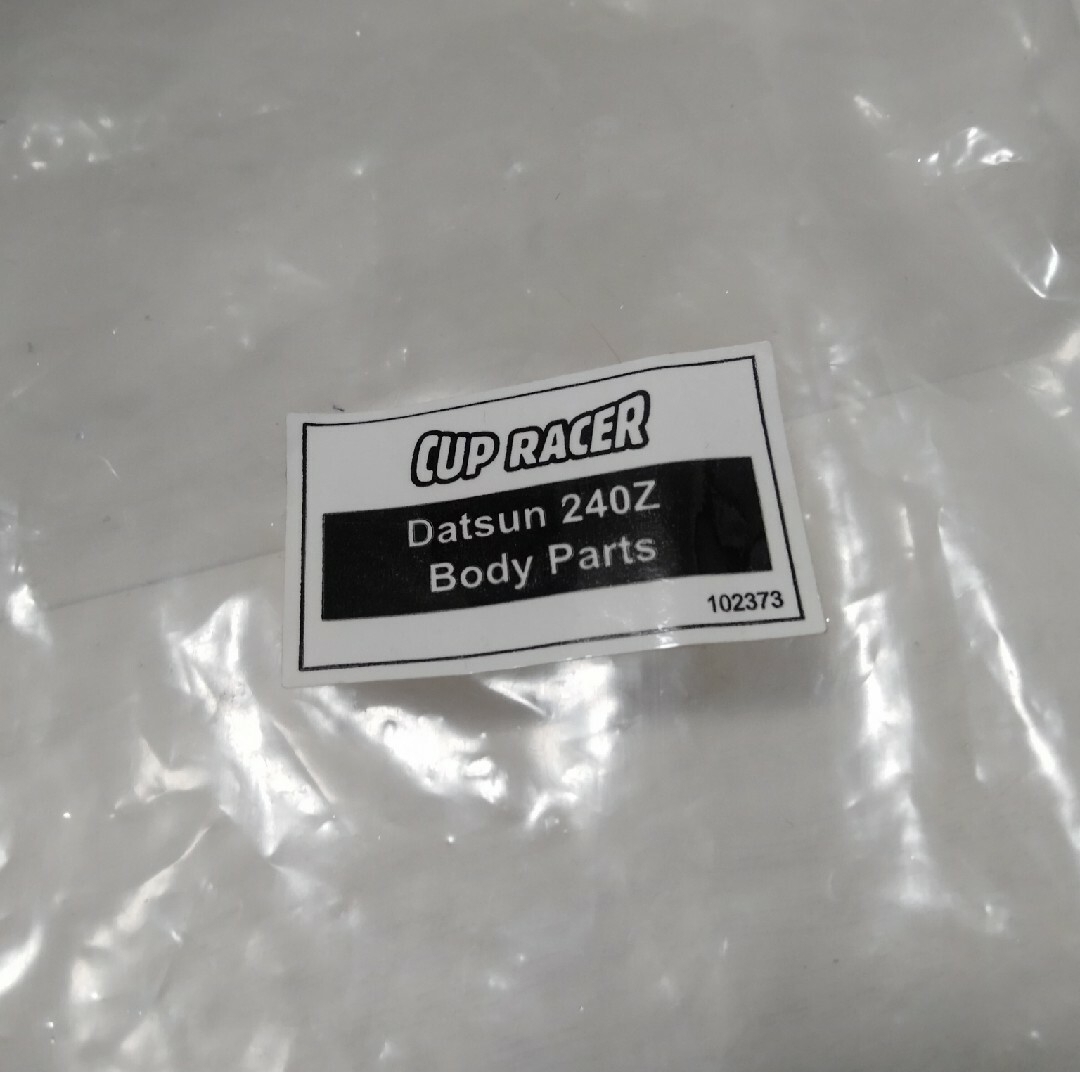 CUP RACER
Datsun 240Z
Body Parts
102373